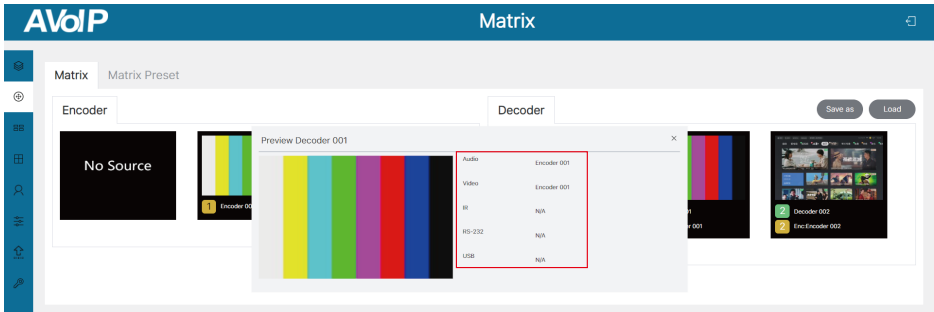 AVoIP
Matrix
Matrix
Matrix Preset
Encoder
Decoder
Save as
Load
No Source
1
Encoder 00
Preview Decoder 001
×
Audio
Encoder 001
Video
Encoder 001
IR
N/A
RS-232
N/A
USB
N/A
01
r 001
2
Decoder 002
2
Enc:Encoder 002